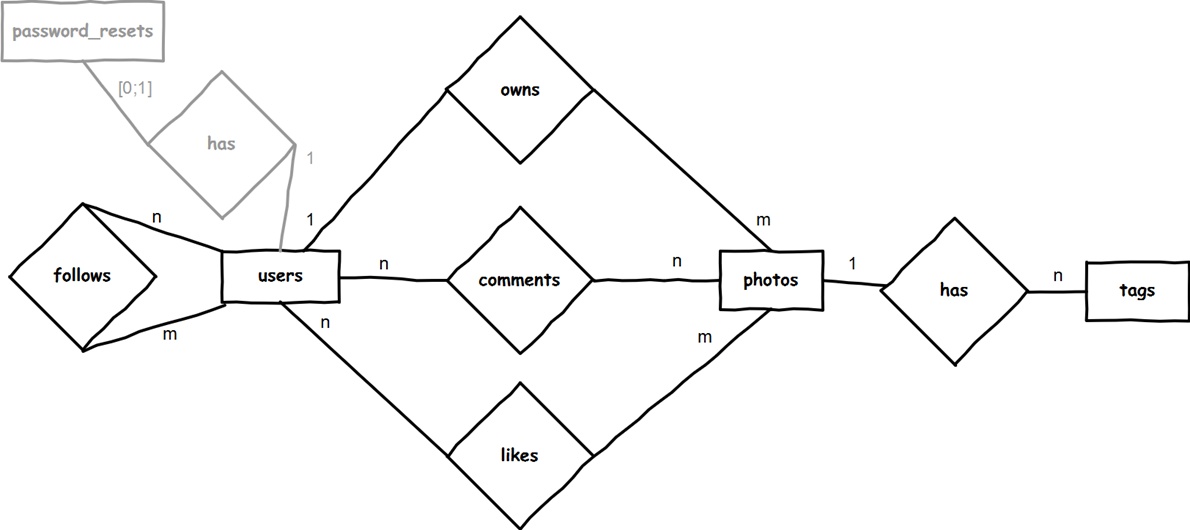 password_resets
[0;1]
has
1
owns
1
m
follows
n
m
users
n
comments
n
photos
1
has
n
tags
n
m
likes